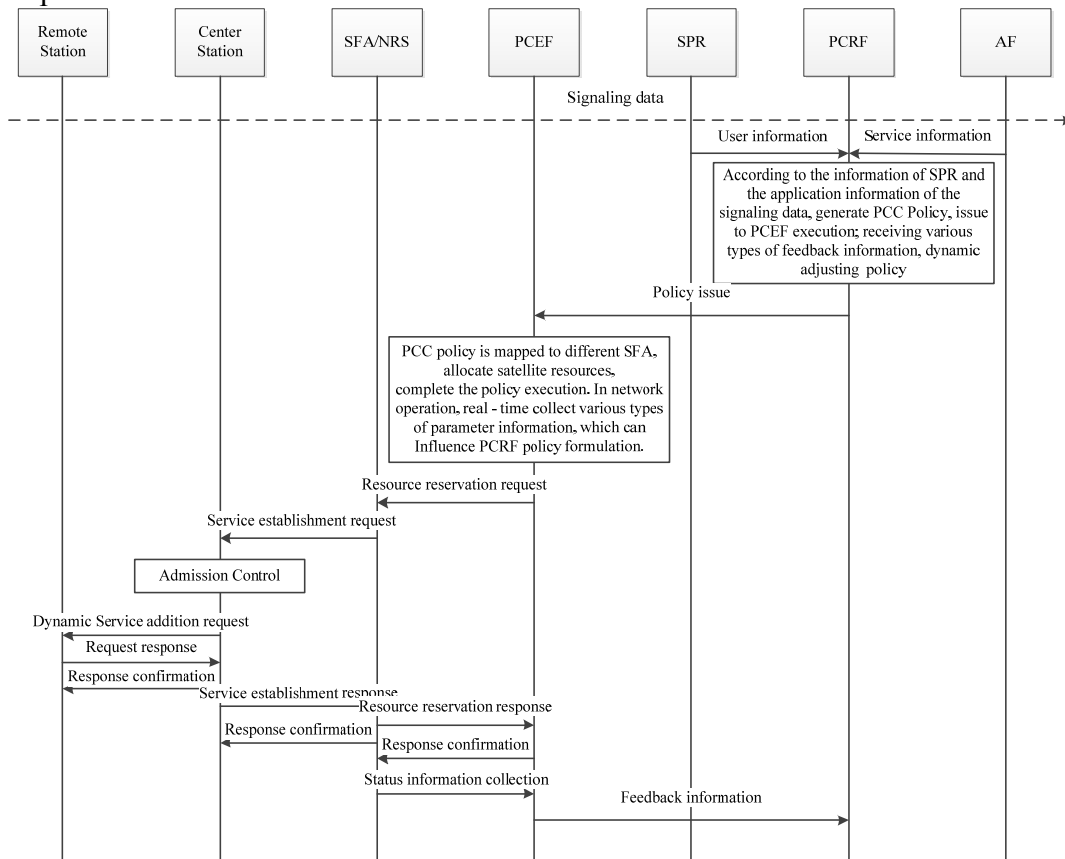 Remote
Station
Center
Station
SFA/NRS
PCEF
SPR
PCRF
AF
Signaling data
User information
Service information
According to the information of SPR and
the application information of the
signaling data, generate PCC Policy, issue
to PCEF execution; receiving various
types of feedback information, dynamic
adjusting policy
Policy issue
PCC policy is mapped to different SFA,
allocate satellite resources,
complete the policy execution. In network
operation, real - time collect various types
of parameter information, which can
Influence PCRF policy formulation.
Resource reservation request
Service establishment request
Admission Control
Dynamic Service addition request
Request response
Response confirmation
Service establishment response
Resource reservation response
Response confirmation
Response confirmation
Status information collection
Feedback information